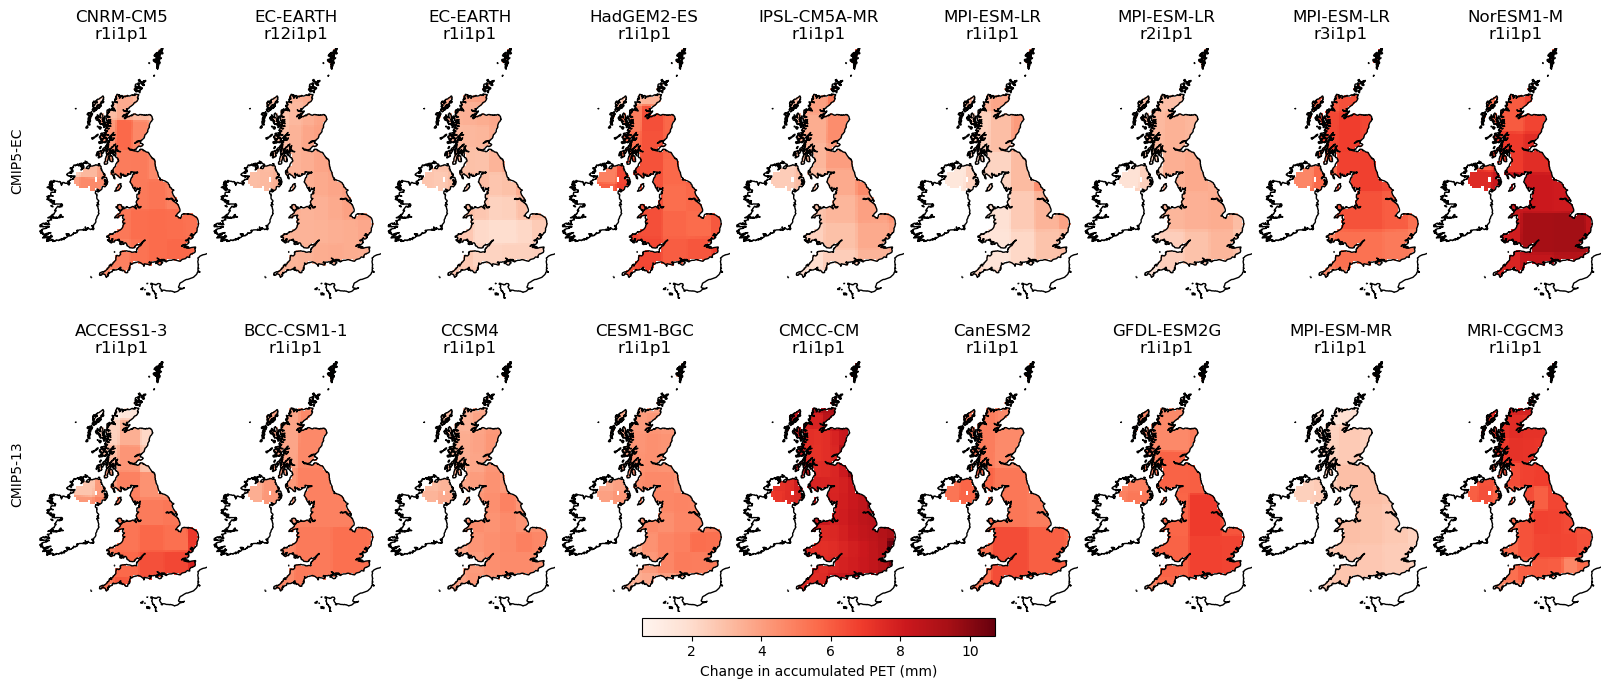 CNRM-CM5
r1i1p1
EC-EARTH
r12i1p1
EC-EARTH
r1i1p1
HadGEM2-ES
r1i1p1
IPSL-CM5A-MR
r1i1p1
MPI-ESM-LR
r1i1p1
MPI-ESM-LR
r2i1p1
MPI-ESM-LR
r3i1p1
NorESM1-M
r1i1p1
CMIP5-EC
ACCESS1-3
r1i1p1
BCC-CSM1-1
r1i1p1
CCSM4
r1i1p1
CESM1-BGC
r1i1p1
CMCC-CM
r1i1p1
CanESM2
r1i1p1
GFDL-ESM2G
r1i1p1
MPI-ESM-MR
r1i1p1
MRI-CGCM3
r1i1p1
CMIP5-13
2 4 6 8 10
Change in accumulated PET (mm)